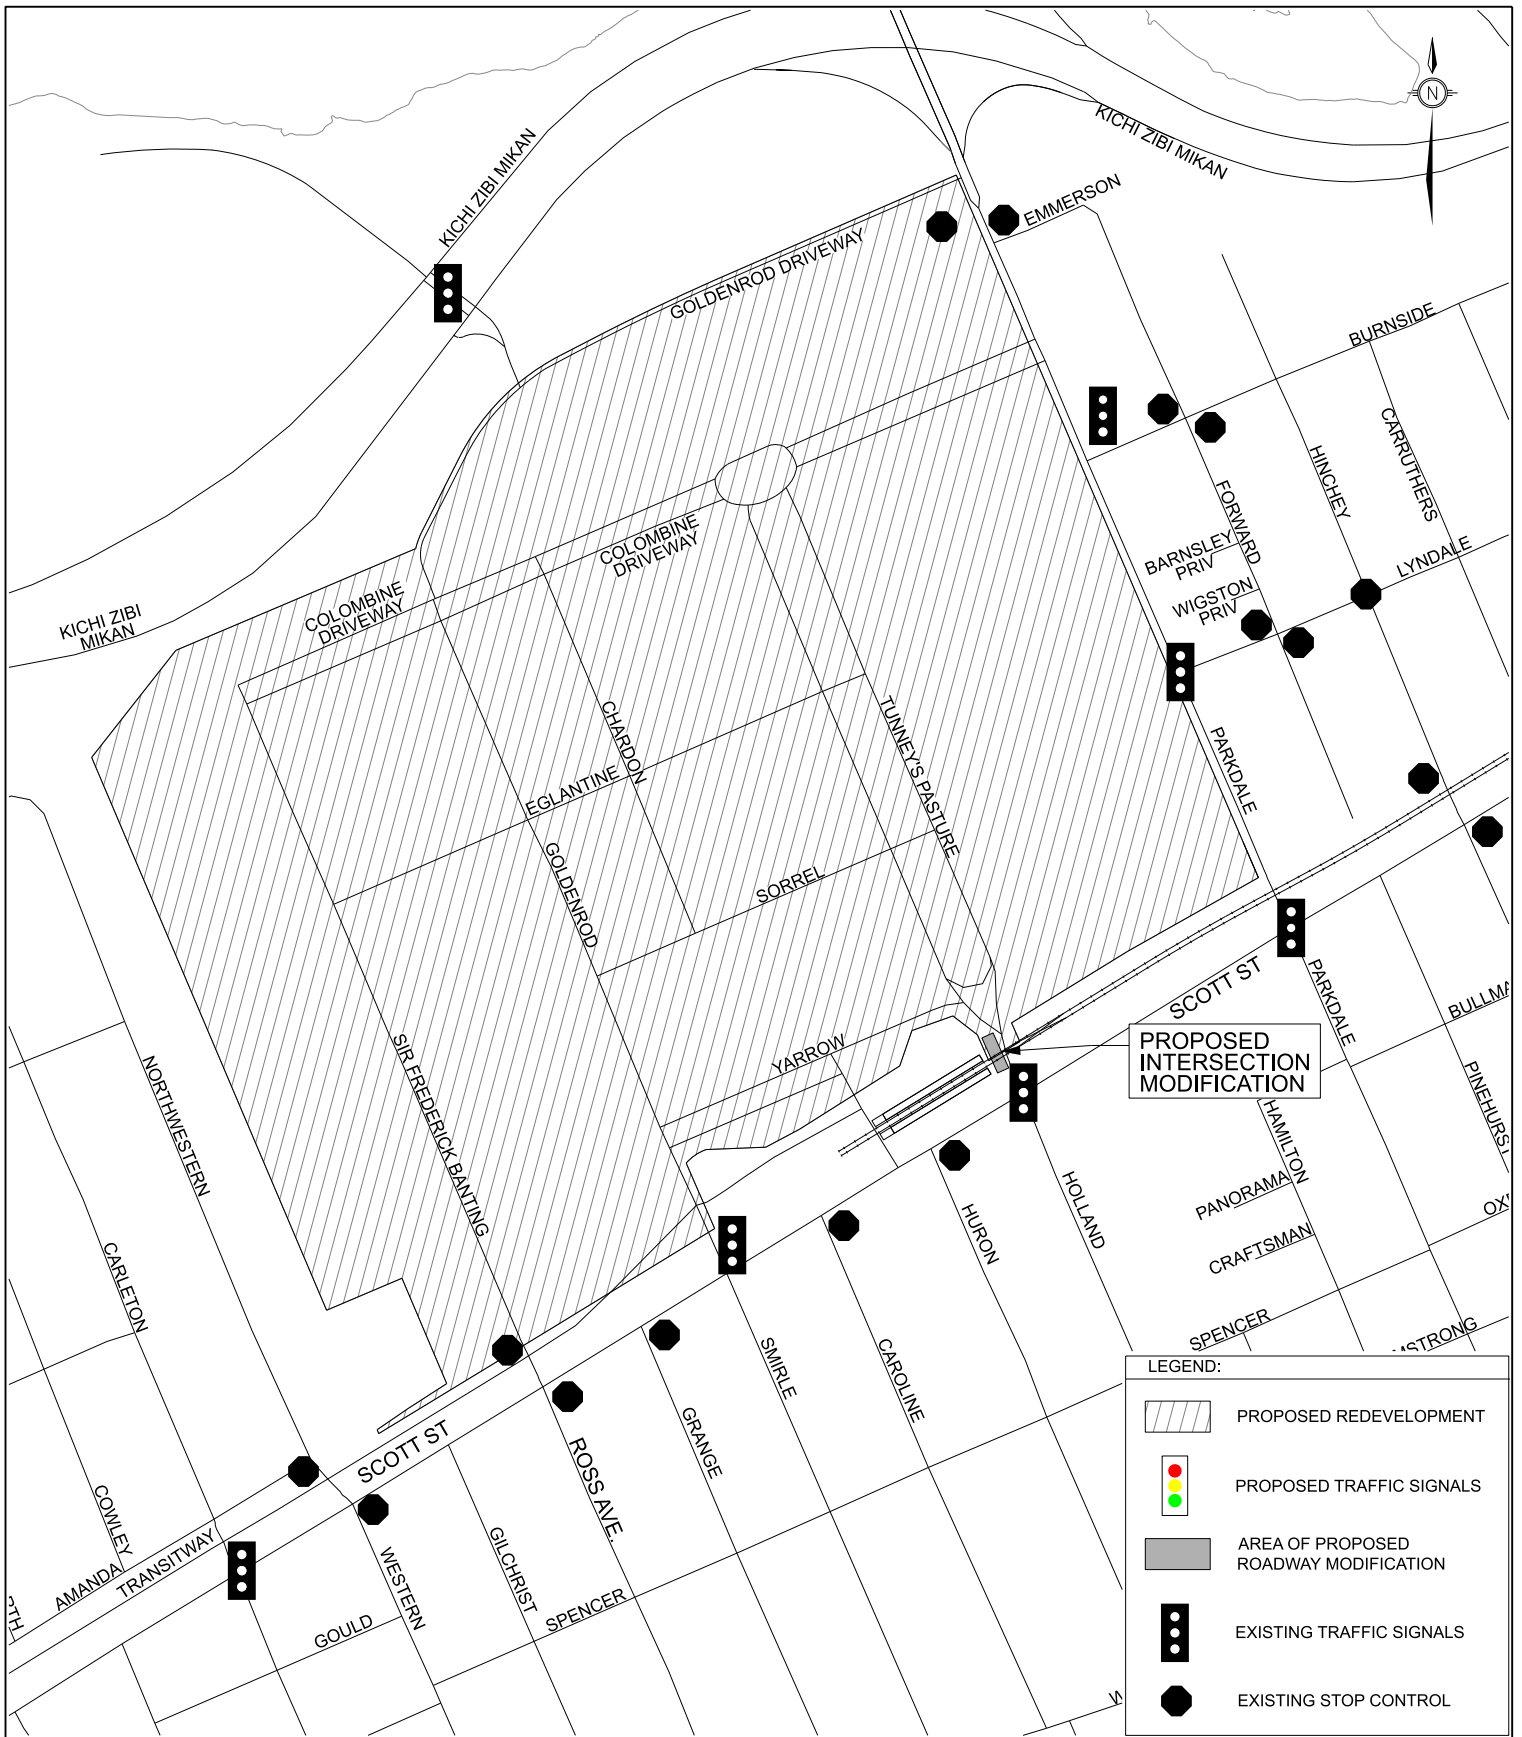 N
KICHI ZIBI MIKAN
KICHI ZIBI MIKAN
EMMERSON
GOLDENROD DRIVEWAY
BURNSIDE
CARRUTHERS
HINCHEY
FORWARD
COLOMBINE
DRIVEWAY
BARNSLEY
PRIV
LYNDALE
WIGSTON
PRIV
COLOMBINE
DRIVEWAY
KICHI ZIBI
MIKAN
CHARDON
TUNNEY'S PASTURE
PARKDALE
EGLANTINE
GOLDENROD
SORREL
SCOTT ST
PARKDALE
BULLMA
SIR FREDERICK BANTING
YARROW
PROPOSED
INTERSECTION
MODIFICATION
NORTHWESTERN
PINEHURST
HAMILTON
HOLLAND
PANORAMA
HURON
CRAFTSMAN
CARLETON
SPENCER
MSTRONG
SMIRLE
CAROLINE
GRANGE
SCOTT ST
ROSS AVE.
COWLEY
AMANDA
TRANSITWAY
WESTERN
GILCHRIST
SPENCER
GOULD
LEGEND:
PROPOSED REDEVELOPMENT
PROPOSED TRAFFIC SIGNALS
AREA OF PROPOSED
ROADWAY MODIFICATION
EXISTING TRAFFIC SIGNALS
EXISTING STOP CONTROL